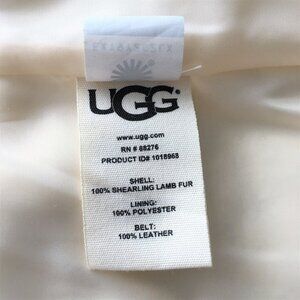 UGG
www.ugg.com
RN # 88276
PRODUCT ID# 1018968
SHELL:
100% SHEARLING LAMB FUR
LINING:
100% POLYESTER
BELT:
100% LEATHER